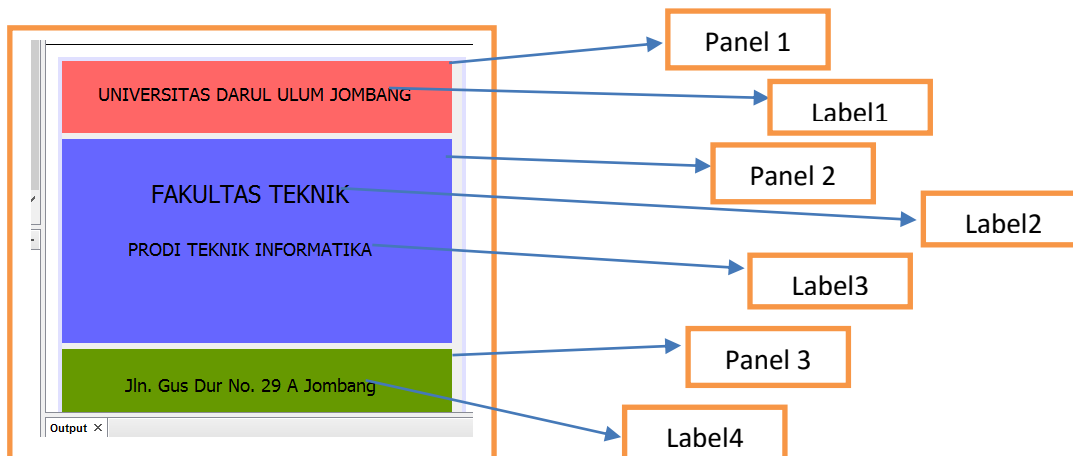 Panel 1
UNIVERSITAS DARUL ULUM JOMBANG
Label1
Panel 2
FAKULTAS TEKNIK
Label2
PRODI TEKNIK INFORMATIKA
Label3
Panel 3
Jln. Gus Dur No. 29 A Jombang
Output ×
Label4